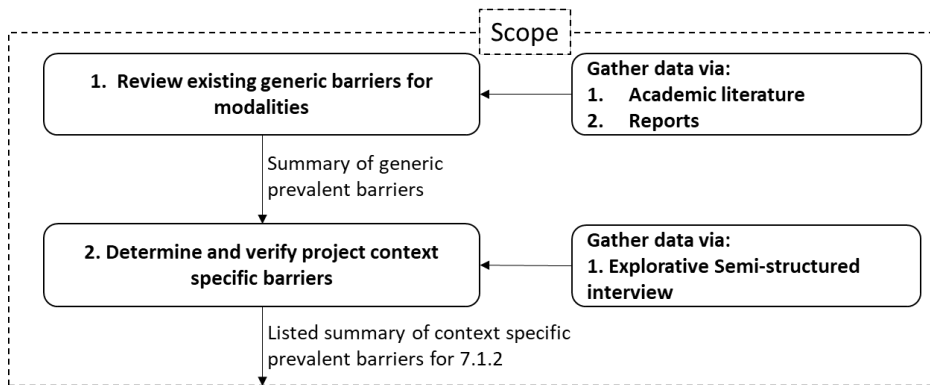 Scope
1. Review existing generic barriers for
modalities
Gather data via:
1. Academic literature
2. Reports
Summary of generic
prevalent barriers
2. Determine and verify project context
specific barriers
Gather data via:
1. Explorative Semi-structured
interview
Listed summary of context specific
prevalent barriers for 7.1.2